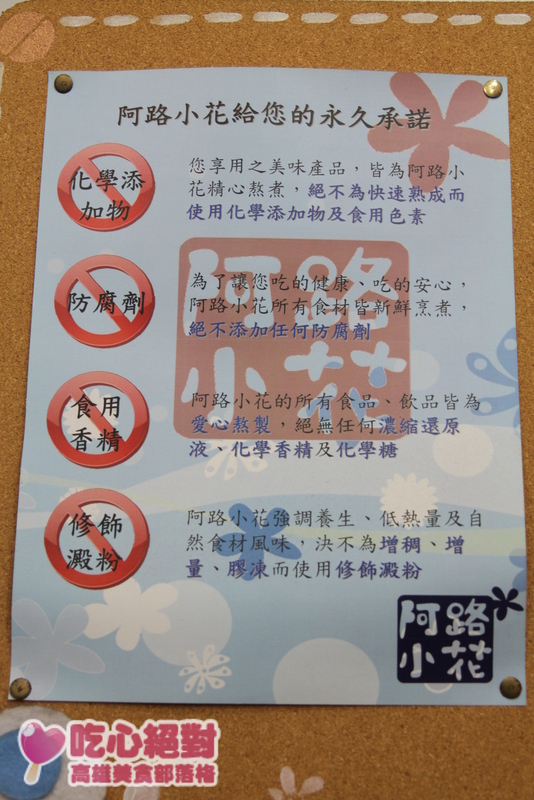 阿路小花給您的永久承諾
化學添
加物
您享用之美味產品，皆為阿路小
花精心熬煮，絕不為快速熟成而
使用化學添加物及食用色素
防腐劑
為了讓您吃的健康、吃的安心，
阿路小花所有食材皆新鮮烹煮，
絕不添加任何防腐劑
食用
香精
阿路小花的所有食品、飲品皆為
愛心熬製，絕無任何濃縮還原
液、化學香精及化學糖
修飾
澱粉
阿路小花強調養生、低熱量及自
然食材風味，決不為增稠、增
量、膠凍而使用修飾澱粉
阿路
小花
阿路
小花
吃心絕對
高雄美食部落格